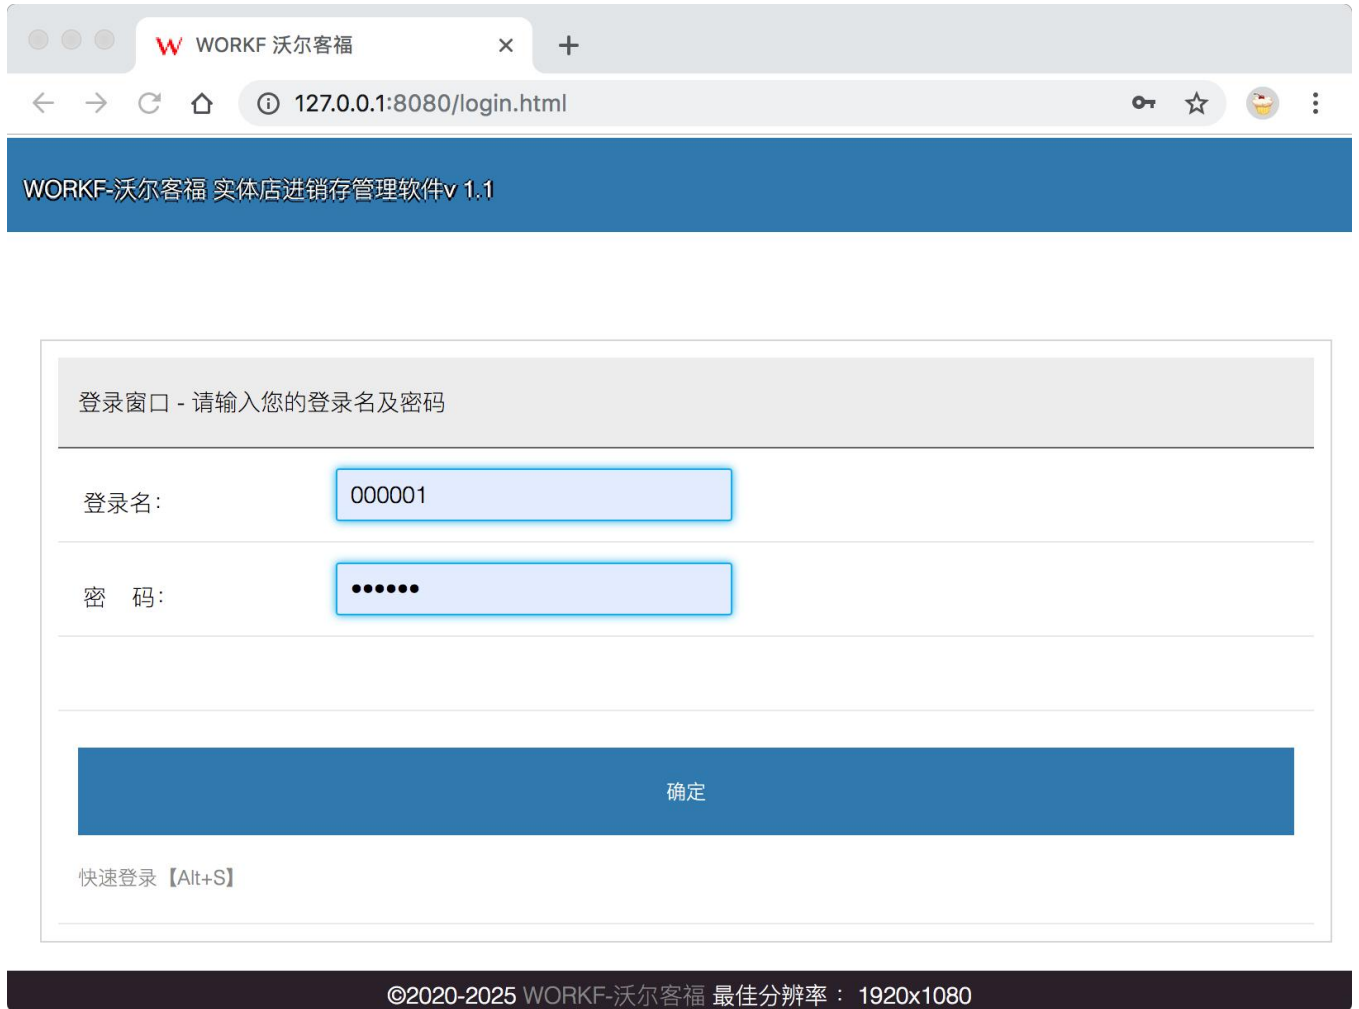 WORKF 沃尔客福
127.0.0.1:8080/login.html
WORKF-沃尔客福 实体店进销存管理软件v 1.1
登录窗口 - 请输入您的登录名及密码
登录名：
000001
密 码：
••••••
确定
快速登录【Alt+S】
©2020-2025 WORKF-沃尔客福 最佳分辨率 ： 1920x1080